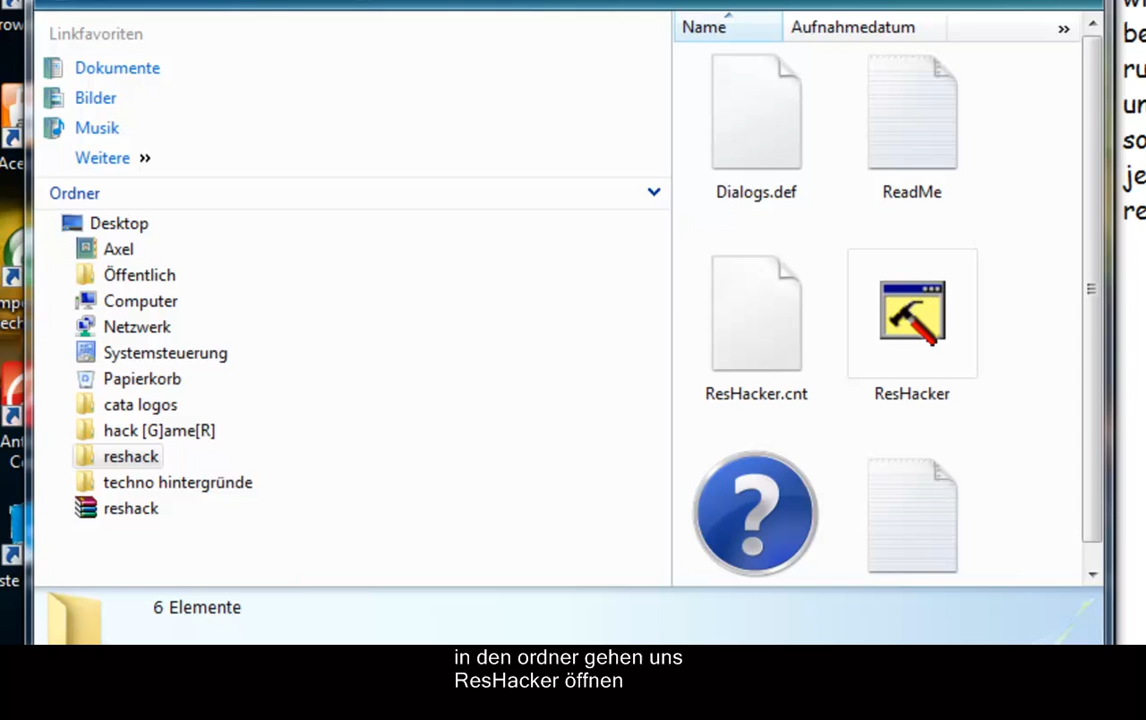 Linkfavoriten
Dokumente
Bilder
Musik
Weitere »
Ordner
Desktop
Axel
Öffentlich
Computer
Netzwerk
Systemsteuerung
Papierkorb
cata logos
hack [G]ame[R]
reshack
techno hintergründe
reshack
Name Aufnahmedatum »
Dialogs.def ReadMe
ResHacker.cnt ResHacker
6 Elemente
in den ordner gehen uns
ResHacker öffnen